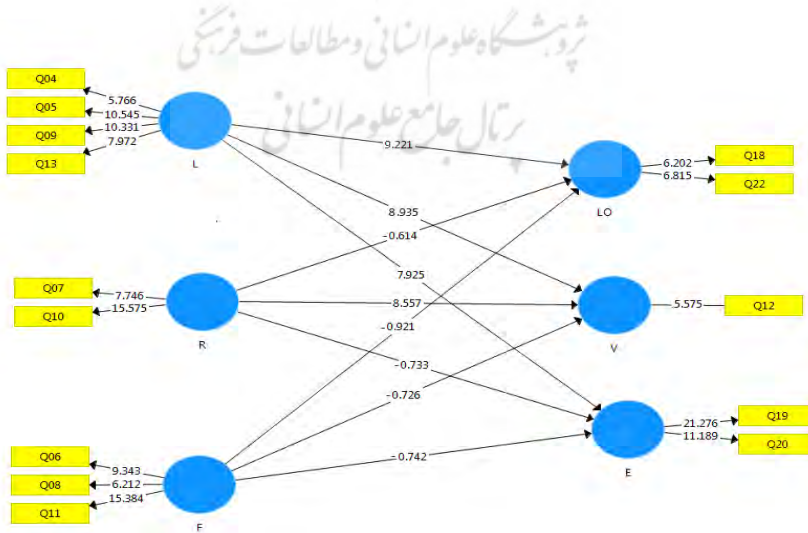 پژوهشگاه علوم انسانی و مطالعات فرهنگی
پرتال جامع علوم انسانی
Q04
5.766
Q05
10.545
Q09
10.331
Q13
7.972
L
9.221
8.935
-0.614
7.925
6.202
Q18
6.815
Q22
LO
Q07
7.746
Q10
15.575
R
8.557
-0.921
-0.733
-0.726
5.575
Q12
V
Q06
9.343
Q08
6.212
Q11
15.384
F
-0.742
21.276
Q19
11.189
Q20
E